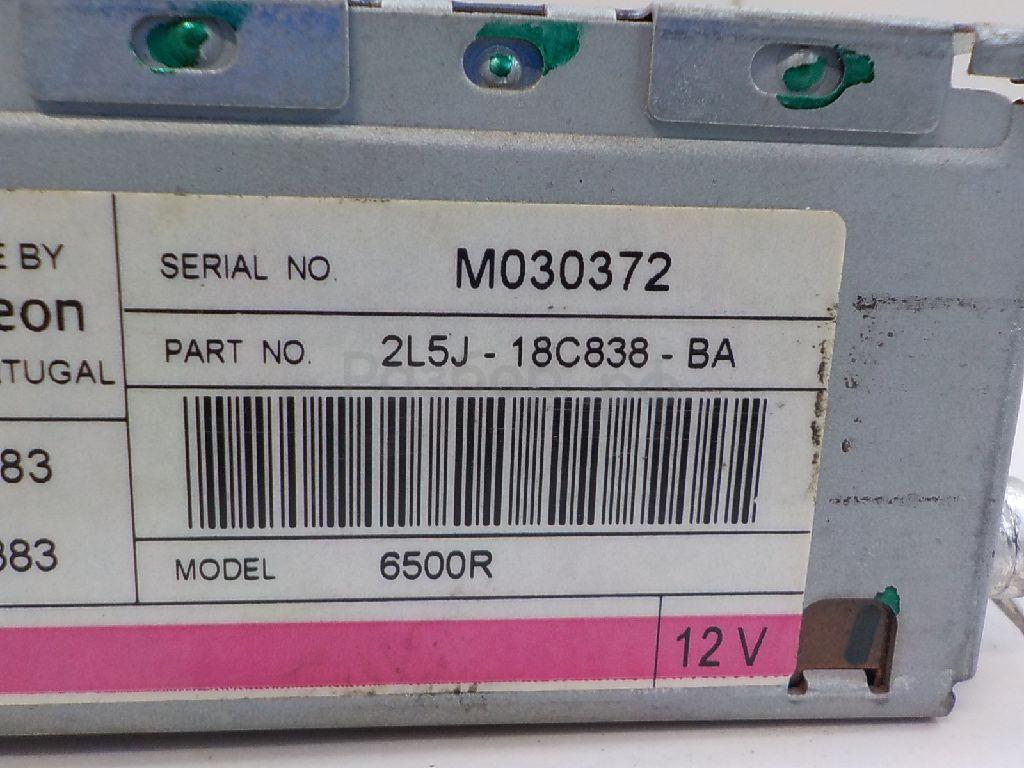 E BY
eon
TUGAL
83
383
SERIAL NO. M030372
PART NO. 2L5J - 18C838 - BA
MODEL 6500R
12 V